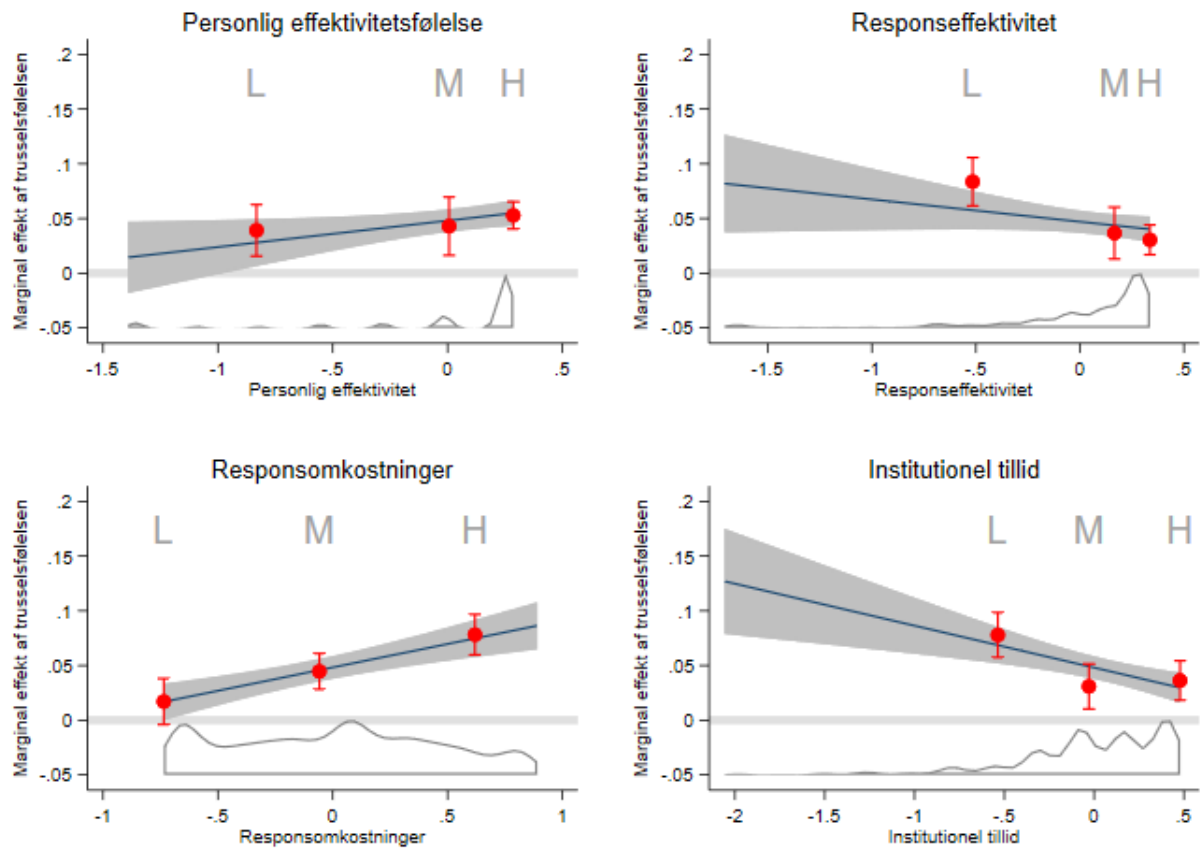 Personlig effektivitetsfølelse
Marginal effekt af trusselsfølelsen
.2
.15
.1
.05
0
-.05
L M H
-1.5 -1 -.5 0 .5
Personlig effektivitet
Responseffektivitet
Marginal effekt af trusselsfølelsen
.2
.15
.1
.05
0
-.05
L M H
-1.5 -1 -.5 0 .5
Responseffektivitet
Responsomkostninger
Marginal effekt af trusselsfølelsen
.2
.15
.1
.05
0
-.05
L M H
-1 -.5 0 .5 1
Responsomkostninger
Institutionel tillid
Marginal effekt af trusselsfølelsen
.2
.15
.1
.05
0
-.05
L M H
-2 -1.5 -1 -.5 0 .5
Institutionel tillid